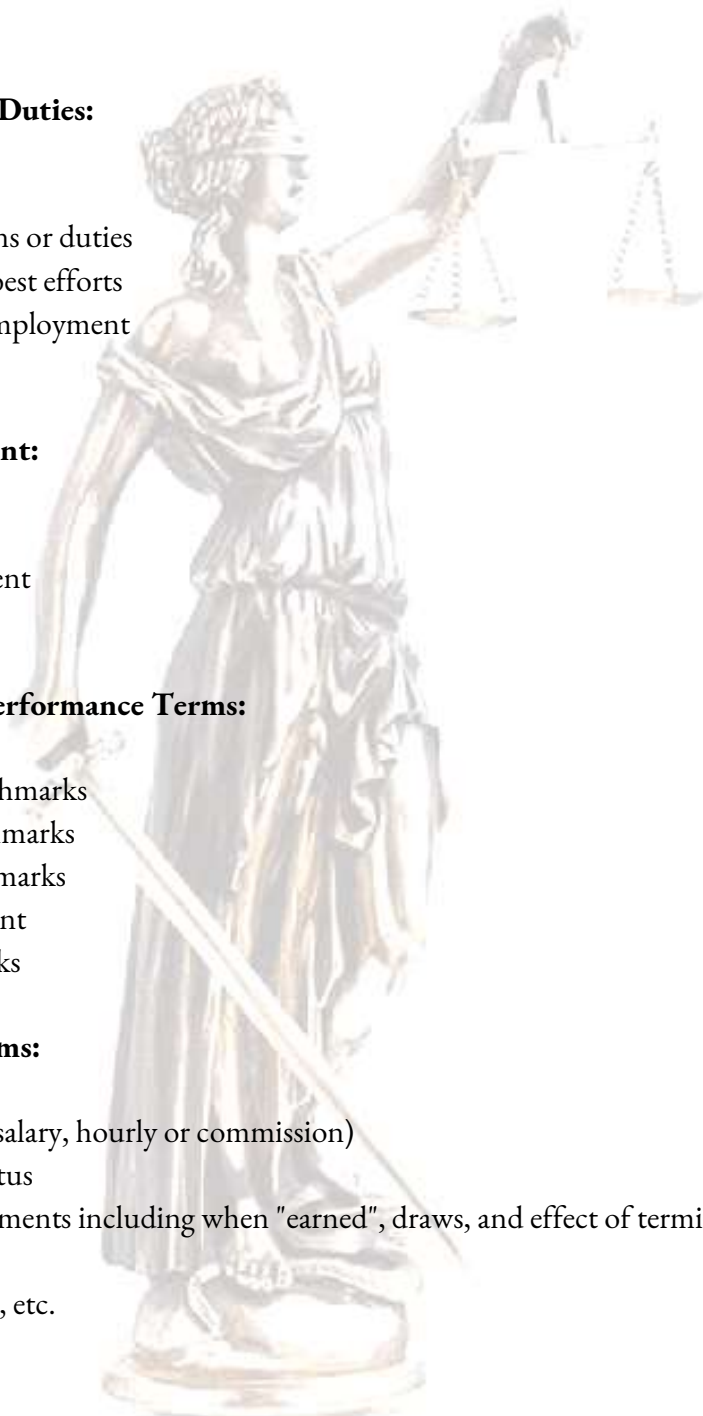 Duties:
ns or duties
best efforts
mployment
nt:
ent
erformance Terms:
hmarks
nmarks
marks
nt
ks
ms:
salary, hourly or commission)
tus
ments including when "earned", draws, and effect of termi
, etc.